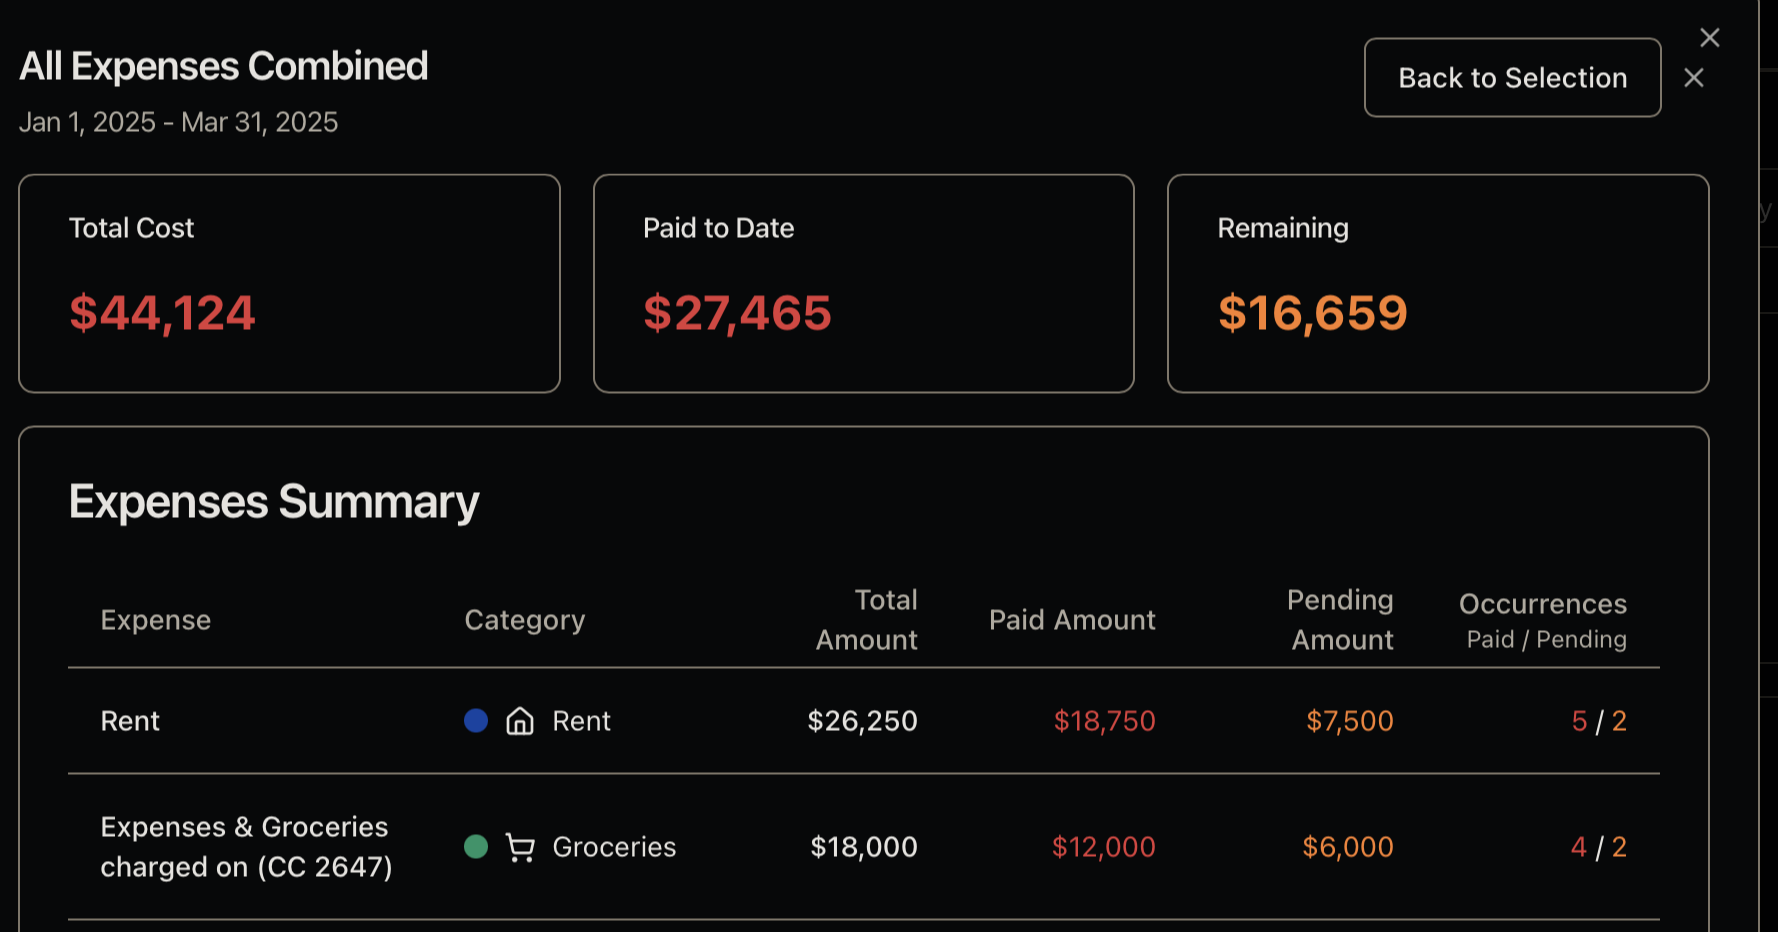 All Expenses Combined
Jan 1, 2025 - Mar 31, 2025
Back to Selection
Total Cost
$44,124
Paid to Date
$27,465
Remaining
$16,659
Expenses Summary
Expense
Category
Total
Amount
Paid Amount
Pending
Amount
Occurrences
Paid / Pending
Rent
Rent
$26,250
$18,750
$7,500
5 / 2
Expenses & Groceries
charged on (CC 2647)
Groceries
$18,000
$12,000
$6,000
4 / 2